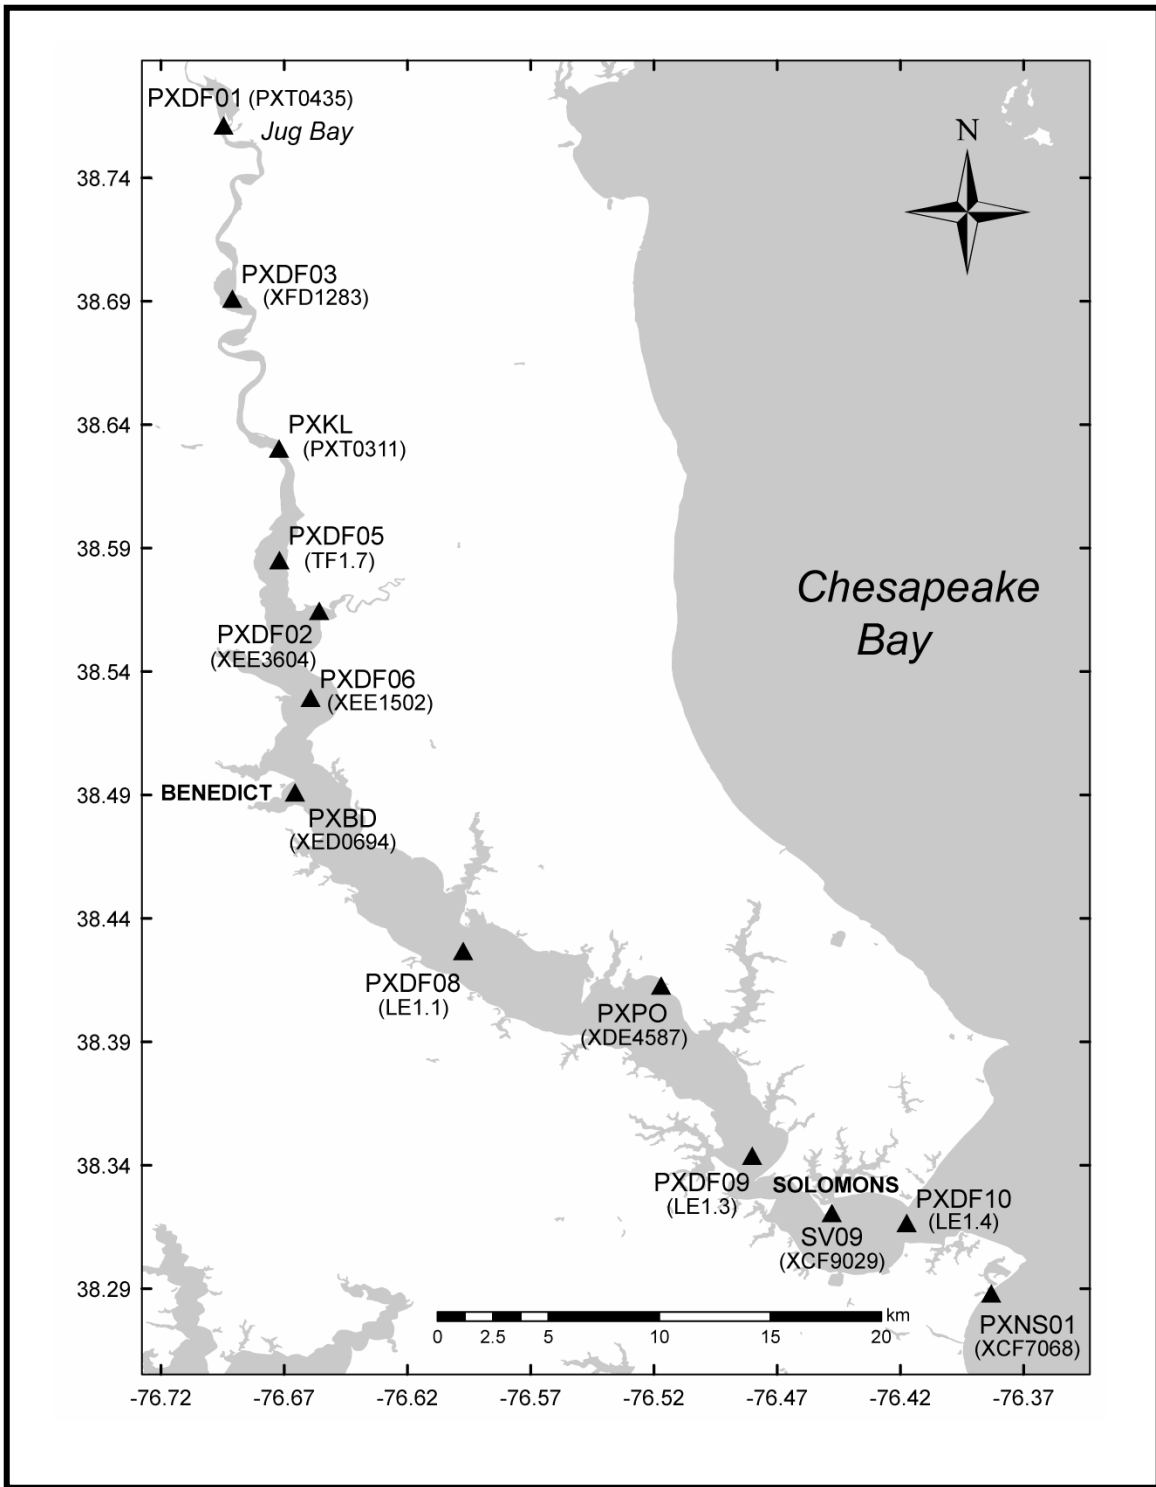 PXDF01 (PXT0435)
Jug Bay
N
38.74
PXDF03
(XFD1283)
38.69
PXKL
(PXT0311)
38.64
PXDF05
(TF1.7)
38.59
Chesapeake
Bay
PXDF02
(XEE3604)
38.54
PXDF06
(XEE1502)
38.49
BENEDICT
PXBD
(XED0694)
38.44
PXDF08
(LE1.1)
PXPO
(XDE4587)
38.39
38.34
PXDF09
(LE1.3)
SOLOMONS
PXDF10
(LE1.4)
SV09
(XCF9029)
38.29
PXNS01
(XCF7068)
km
0 2.5 5 10 15 20
-76.72 -76.67 -76.62 -76.57 -76.52 -76.47 -76.42 -76.37